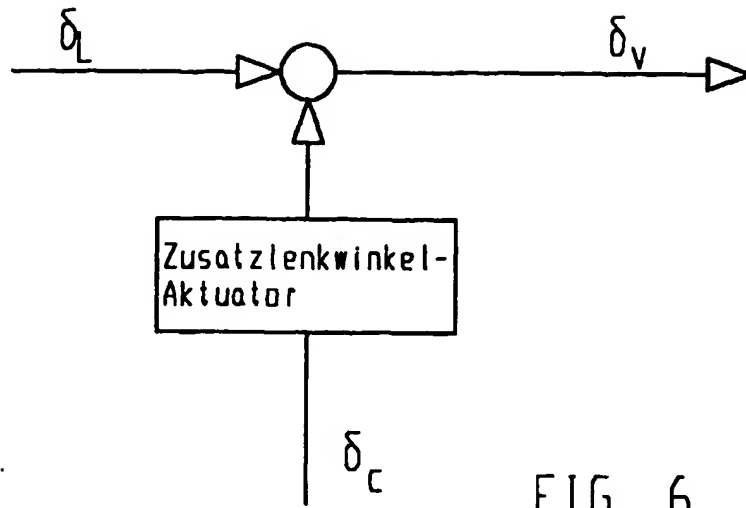 δL
δv
Zusatzlenkwinkel-
Aktuator
δc
FIG. 6